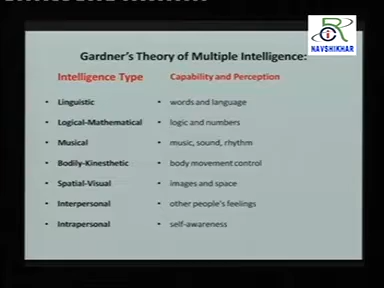 R
i
NAVSHIKHAR
Gardner's Theory of Multiple Intelligence:
Intelligence Type Capability and Perception
• Linguistic • words and language
• Logical-Mathematical • logic and numbers
• Musical • music, sound, rhythm
• Bodily-Kinesthetic • body movement control
• Spatial-Visual • images and space
• Interpersonal • other people's feelings
• Intrapersonal • self-awareness